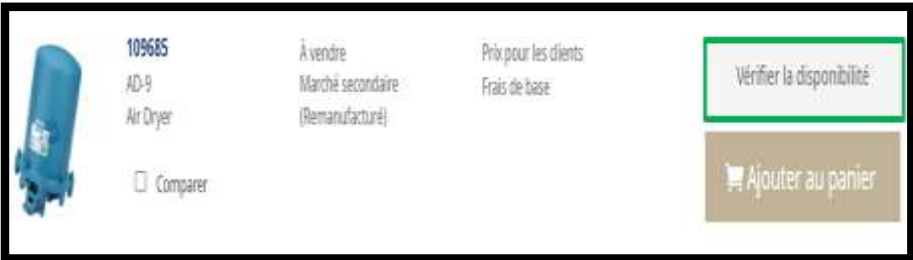 109685
AD-9
Air Dryer
Comparer
À vendre
Marché secondaire
(Remanufacturé)
Prix pour les clients
Frais de base
Vérifier la disponibilité
Ajouter au panier